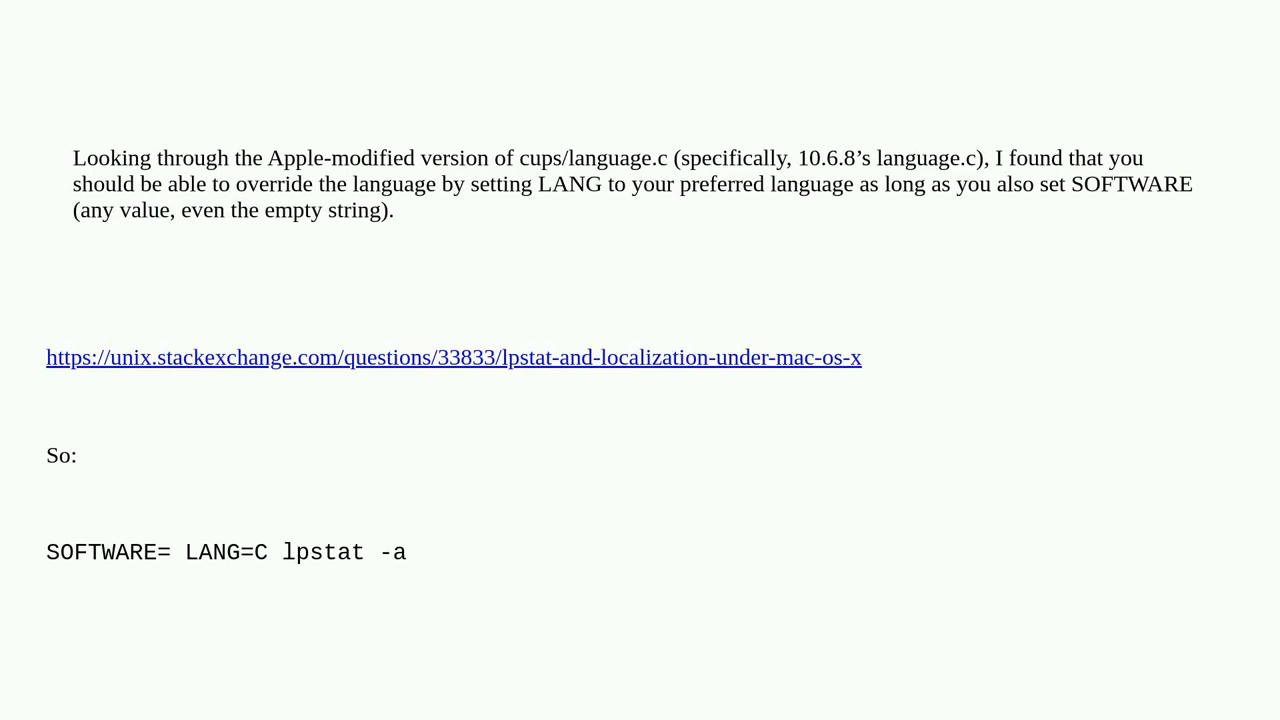 Looking through the Apple-modified version of cups/language.c (specifically, 10.6.8’s language.c), I found that you
should be able to override the language by setting LANG to your preferred language as long as you also set SOFTWARE
(any value, even the empty string).
https://unix.stackexchange.com/questions/33833/lpstat-and-localization-under-mac-os-x
So:
SOFTWARE= LANG=C lpstat -a